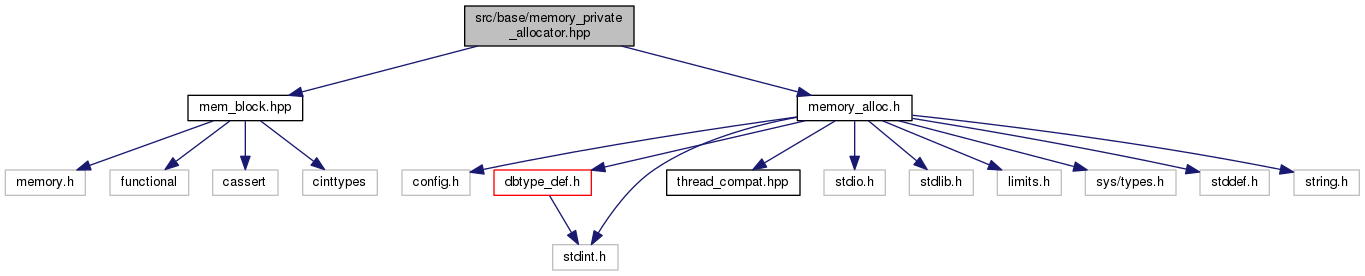 src/base/memory_private
_allocator.hpp
mem_block.hpp
memory_alloc.h
memory.h
functional
cassert
cinttypes
config.h
dbtype_def.h
thread_compat.hpp
stdio.h
stdlib.h
limits.h
sys/types.h
stddef.h
string.h
stdint.h